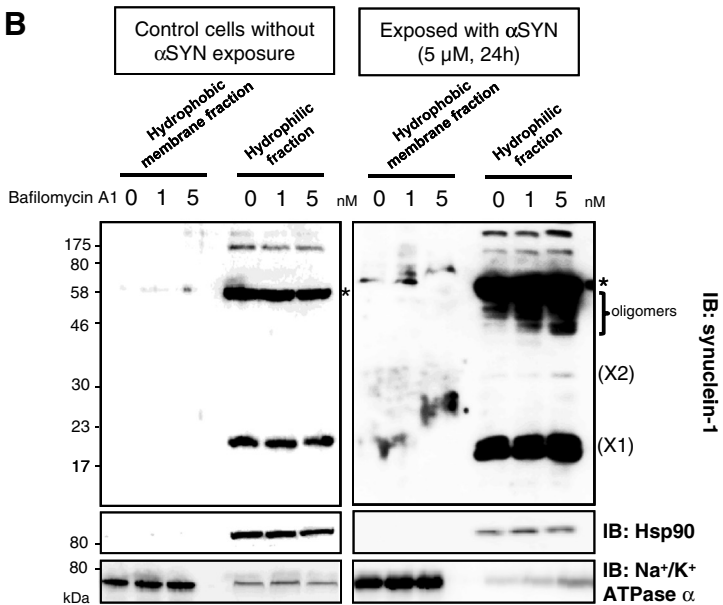 B
Control cells without
αSYN exposure
Exposed with αSYN
(5 µM, 24h)
Hydrophobic
membrane fraction
Hydrophilic
fraction
Hydrophobic
membrane fraction
Hydrophilic
fraction
Bafilomycin A1 0 1 5 0 1 5 nM 0 1 5 0 1 5 nM
175
80
58 * *
oligomers
46
30 (X2)
23
17 (X1)
IB: synuclein-1
80 IB: Hsp90
80 IB: Na⁺/K⁺
kDa ATPase α